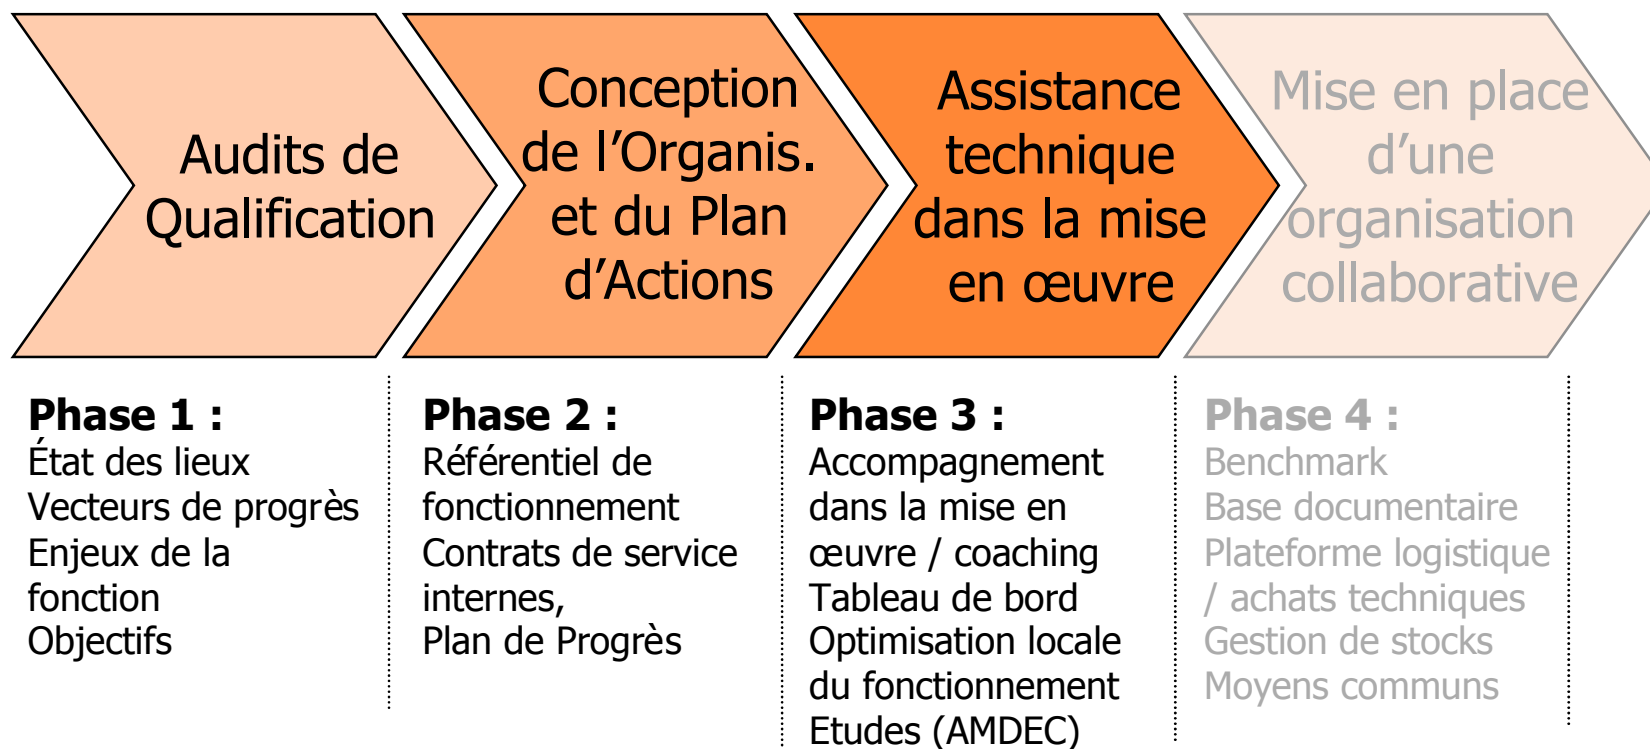 Audits de
Qualification
Conception
de l’Organis.
et du Plan
d’Actions
Assistance
technique
dans la mise
en œuvre
Mise en place
d’une
organisation
collaborative
Phase 1 :
État des lieux
Vecteurs de progrès
Enjeux de la
fonction
Objectifs
Phase 2 :
Référentiel de
fonctionnement
Contrats de service
internes,
Plan de Progrès
Phase 3 :
Accompagnement
dans la mise en
œuvre / coaching
Tableau de bord
Optimisation locale
du fonctionnement
Etudes (AMDEC)
Phase 4 :
Benchmark
Base documentaire
Plateforme logistique
/ achats techniques
Gestion de stocks
Moyens communs